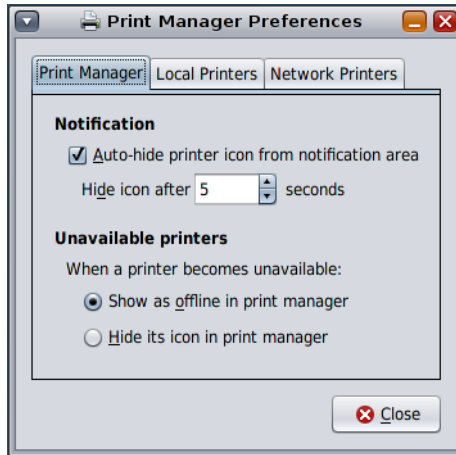 Print Manager Preferences
Print Manager Local Printers Network Printers
Notification
Auto-hide printer icon from notification area
Hide icon after 5 seconds
Unavailable printers
When a printer becomes unavailable:
Show as offline in print manager
Hide its icon in print manager
Close